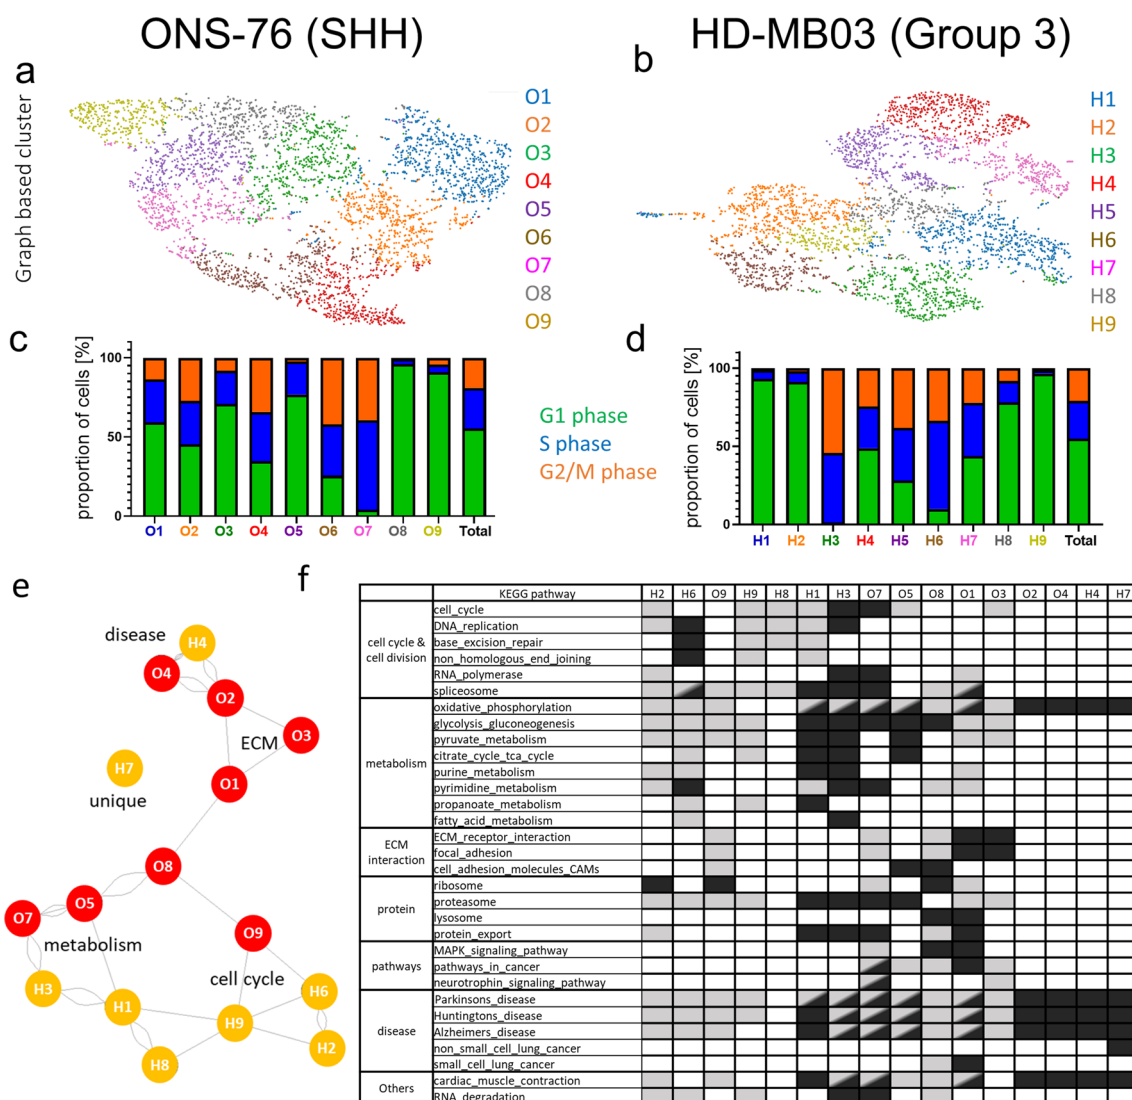 ONS-76 (SHH)
HD-MB03 (Group 3)
a
b
Graph based cluster
O1
O2
O3
O4
O5
O6
O7
O8
O9
H1
H2
H3
H4
H5
H6
H7
H8
H9
c
proportion of cells [%]
100
50
0
O1 O2 O3 O4 O5 O6 O7 O8 O9 Total
G1 phase
S phase
G2/M phase
d
proportion of cells [%]
100
50
0
H1 H2 H3 H4 H5 H6 H7 H8 H9 Total
e
disease
H4
O4
O2
ECM
O3
H7
unique
O1
O8
O5
O7
metabolism
O9
cell cycle
H3
H1
H6
H9
H2
H8
f
KEGG pathway H2 H6 O9 H9 H8 H1 H3 O7 O5 O8 O1 O3 O2 O4 H4 H7
cell cycle & cell division
cell_cycle
DNA_replication
base_excision_repair
non_homologous_end_joining
RNA_polymerase
spliceosome
metabolism
oxidative_phosphorylation
glycolysis_gluconeogenesis
pyruvate_metabolism
citrate_cycle_tca_cycle
purine_metabolism
pyrimidine_metabolism
propanoate_metabolism
fatty_acid_metabolism
ECM interaction
ECM_receptor_interaction
focal_adhesion
cell_adhesion_molecules_CAMs
protein
ribosome
proteasome
lysosome
protein_export
pathways
MAPK_signaling_pathway
pathways_in_cancer
neurotrophin_signaling_pathway
disease
Parkinsons_disease
Huntingtons_disease
Alzheimers_disease
non_small_cell_lung_cancer
small_cell_lung_cancer
Others
cardiac_muscle_contraction
RNA_degradation